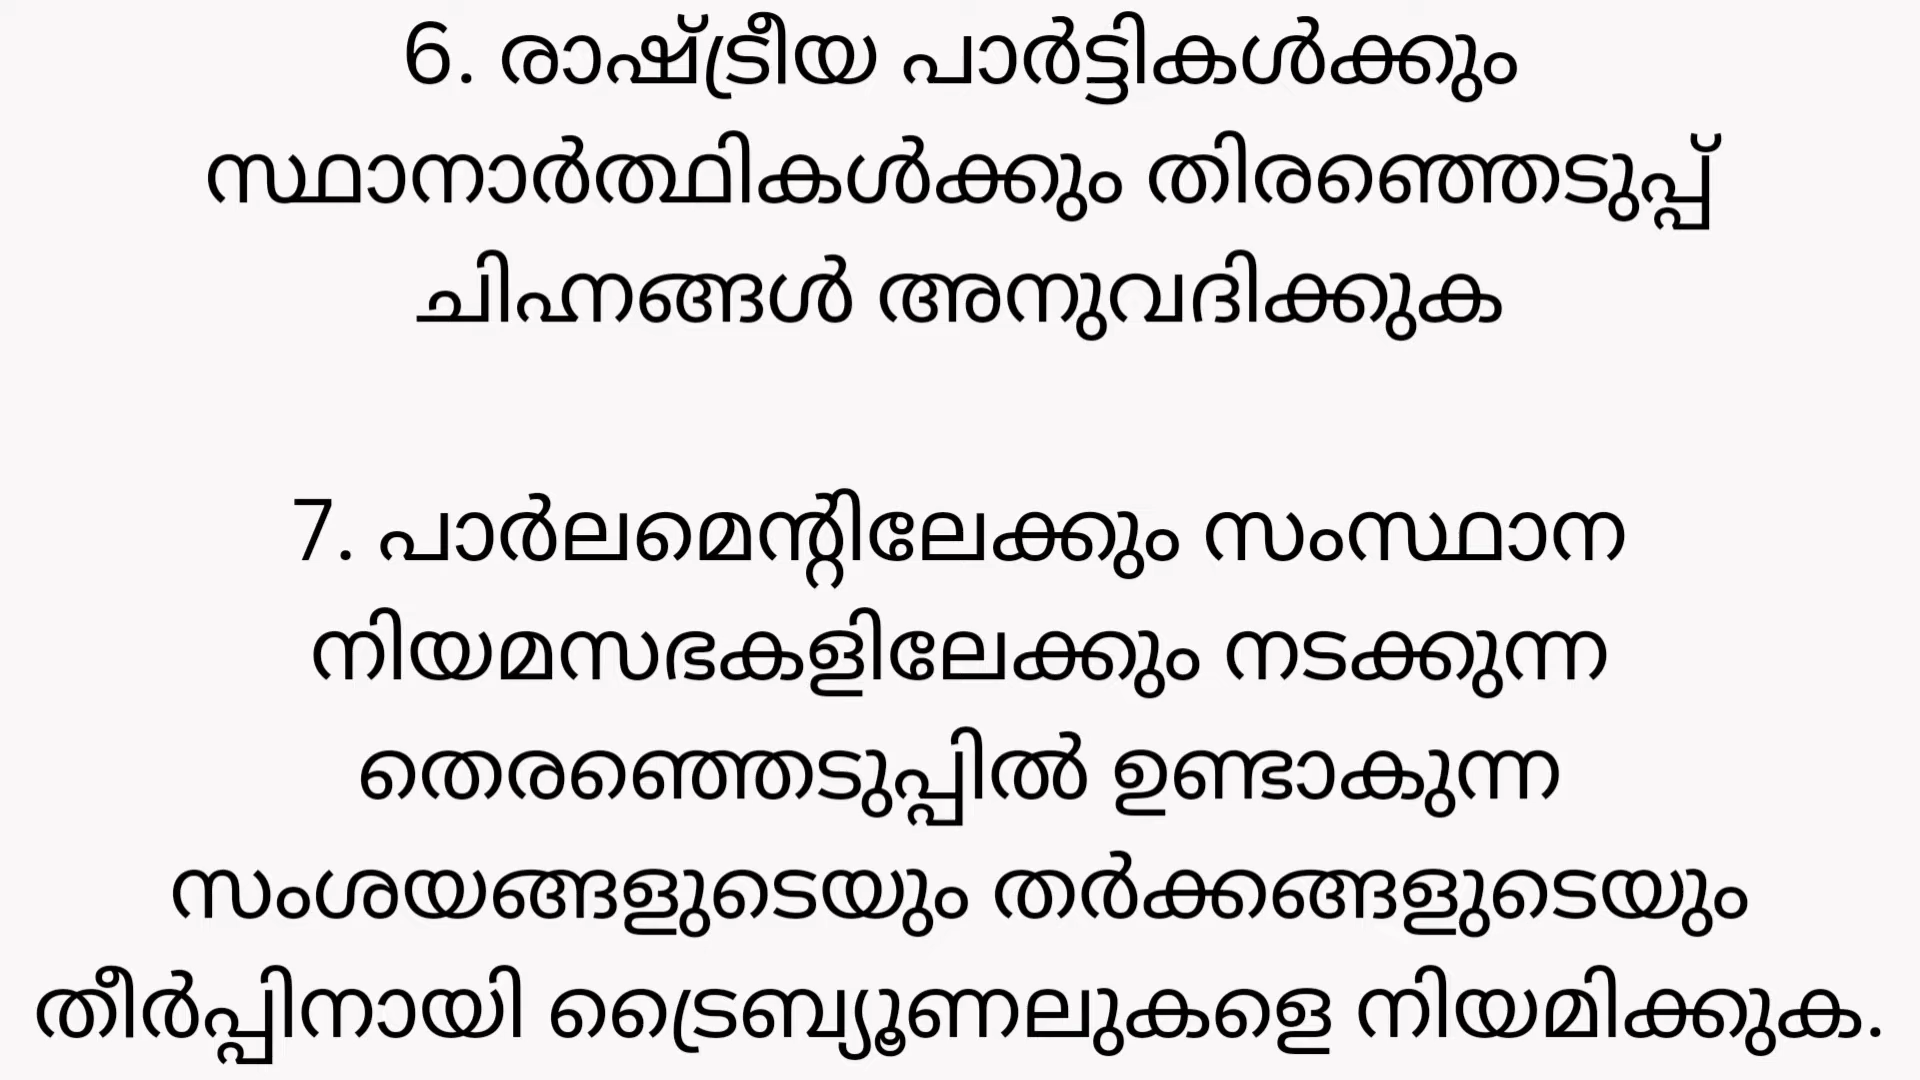 6. രാഷ്ട്രീയ പാർട്ടികൾക്കും
സ്ഥാനാർത്ഥികൾക്കും തിരഞ്ഞെടുപ്പ്
ചിഹ്നങ്ങൾ അനുവദിക്കുക
7. പാർലമെന്റിലേക്കും സംസ്ഥാന
നിയമസഭകളിലേക്കും നടക്കുന്ന
തെരഞ്ഞെടുപ്പിൽ ഉണ്ടാകുന്ന
സംശയങ്ങളുടെയും തർക്കങ്ങളുടെയും
തീർപ്പിനായി ട്രൈബ്യൂണലുകളെ നിയമിക്കുക.